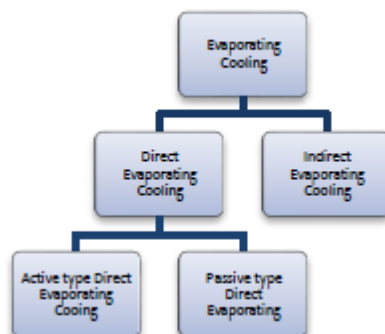 Evaporating
Cooling
Direct
Evaporating
Cooling
Indirect
Evaporating
Cooling
Active type Direct
Evaporating
Cooing
Passive type
Direct
Evaporating